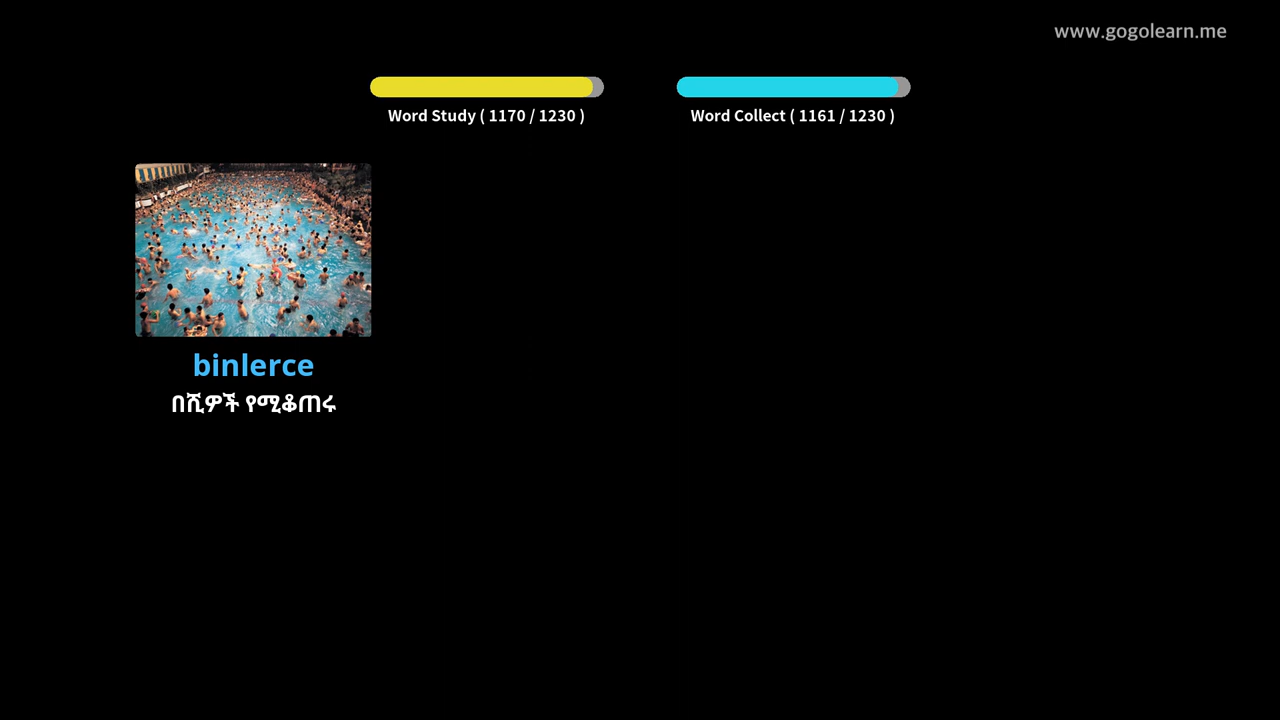 www.gogolearn.me
Word Study ( 1170 / 1230 )
Word Collect ( 1161 / 1230 )
binlerce
በሺዎች የሚቆጠሩ